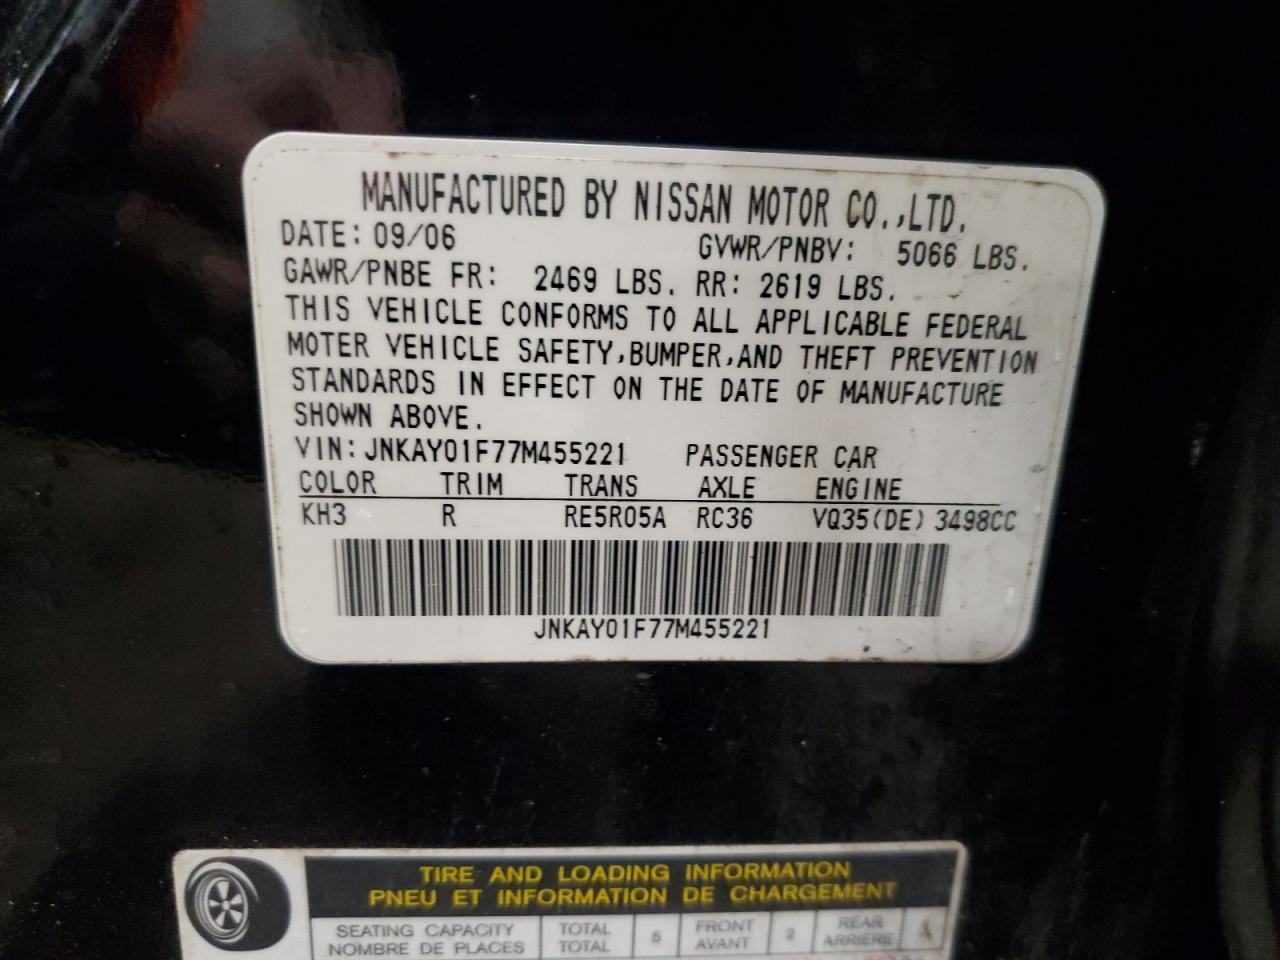 MANUFACTURED BY NISSAN MOTOR CO.,LTD.
DATE: 09/06 GVWR/PNBV: 5066 LBS.
GAWR/PNBE FR: 2469 LBS. RR: 2619 LBS.
THIS VEHICLE CONFORMS TO ALL APPLICABLE FEDERAL
MOTER VEHICLE SAFETY,BUMPER,AND THEFT PREVENTION
STANDARDS IN EFFECT ON THE DATE OF MANUFACTURE
SHOWN ABOVE.
VIN: JNKAY01F77M455221 PASSENGER CAR
COLOR TRIM TRANS AXLE ENGINE
KH3 R RE5R05A RC36 VQ35(DE) 3498CC
JNKAY01F77M455221
TIRE AND LOADING INFORMATION
PNEU ET INFORMATION DE CHARGEMENT
SEATING CAPACITY TOTAL 5 FRONT 2 REAR
NOMBRE DE PLACES TOTAL AVANT ARRIÈRE